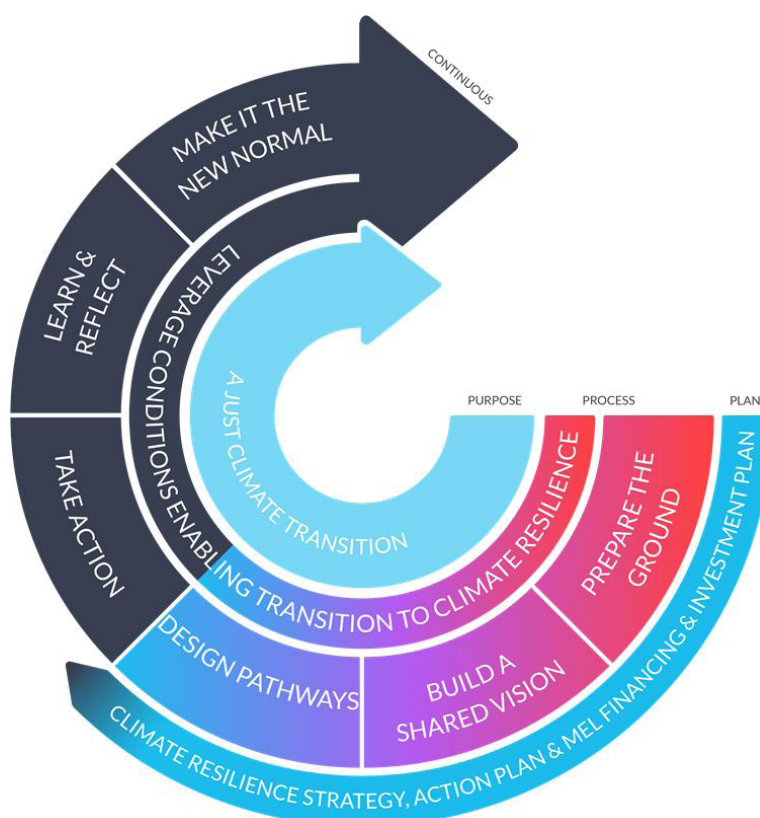 CONTINUOUS
MAKE IT THE
NEW NORMAL
LEARN &
REFLECT
TAKE ACTION
DESIGN PATHWAYS
BUILD A
SHARED VISION
PREPARE THE
GROUND
LEVERAGE CONDITIONS ENABLING TRANSITION TO CLIMATE RESILIENCE
A JUST CLIMATE TRANSITION
PURPOSE
PROCESS
PLAN
CLIMATE RESILIENCE STRATEGY, ACTION PLAN & MEL FINANCING & INVESTMENT PLAN